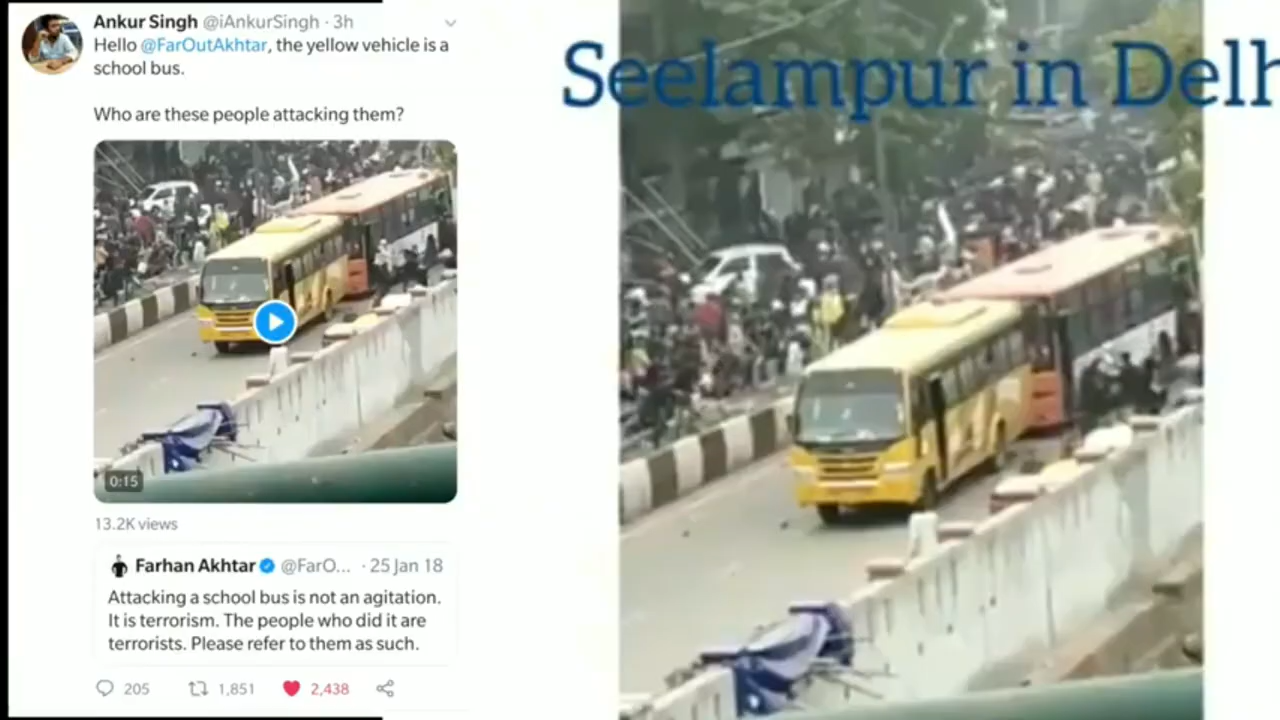 Ankur Singh @iAnkurSingh · 3h
Hello @FarOutAkhtar, the yellow vehicle is a
school bus.
Who are these people attacking them?
0:15
13.2K views
Farhan Akhtar @FarO... · 25 Jan 18
Attacking a school bus is not an agitation.
It is terrorism. The people who did it are
terrorists. Please refer to them as such.
205 1,851 2,438
Seelampur in Delh